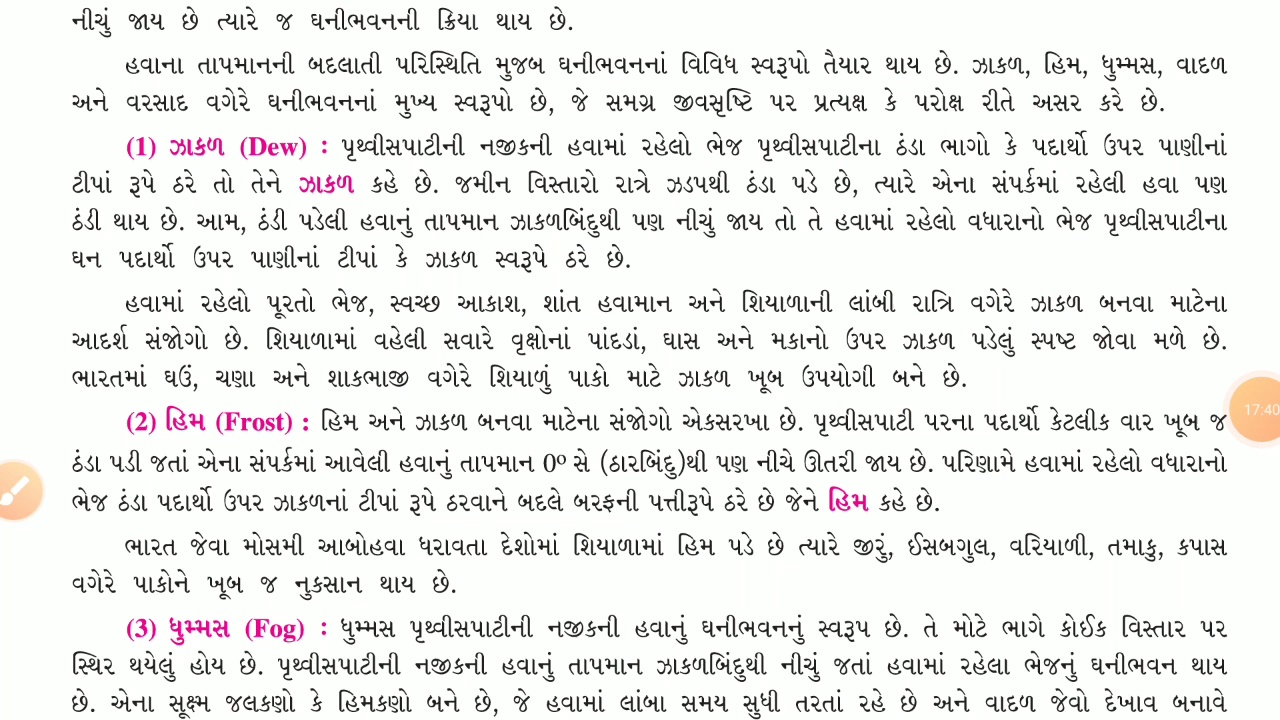 નીચું જાય છે ત્યારે જ ઘનીભવનની ક્રિયા થાય છે.
હવાના તાપમાનની બદલાતી પરિસ્થિતિ મુજબ ઘનીભવનનાં વિવિધ સ્વરૂપો તૈયાર થાય છે. ઝાકળ, હિમ, ધુમ્મસ, વાદળ
અને વરસાદ વગેરે ઘનીભવનનાં મુખ્ય સ્વરૂપો છે, જે સમગ્ર જીવસૃષ્ટિ પર પ્રત્યક્ષ કે પરોક્ષ રીતે અસર કરે છે.
(1) ઝાકળ (Dew) : પૃથ્વીસપાટીની નજીકની હવામાં રહેલો ભેજ પૃથ્વીસપાટીના ઠંડા ભાગો કે પદાર્થો ઉપર પાણીનાં
ટીપાં રૂપે ઠરે તો તેને ઝાકળ કહે છે. જમીન વિસ્તારો રાત્રે ઝડપથી ઠંડા પડે છે, ત્યારે એના સંપર્કમાં રહેલી હવા પણ
ઠંડી થાય છે. આમ, ઠંડી પડેલી હવાનું તાપમાન ઝાકળબિંદુથી પણ નીચું જાય તો તે હવામાં રહેલો વધારાનો ભેજ પૃથ્વીસપાટીના
ઘન પદાર્થો ઉપર પાણીનાં ટીપાં કે ઝાકળ સ્વરૂપે ઠરે છે.
હવામાં રહેલો પૂરતો ભેજ, સ્વચ્છ આકાશ, શાંત હવામાન અને શિયાળાની લાંબી રાત્રિ વગેરે ઝાકળ બનવા માટેના
આદર્શ સંજોગો છે. શિયાળામાં વહેલી સવારે વૃક્ષોનાં પાંદડાં, ઘાસ અને મકાનો ઉપર ઝાકળ પડેલું સ્પષ્ટ જોવા મળે છે.
ભારતમાં ઘઉં, ચણા અને શાકભાજી વગેરે શિયાળું પાકો માટે ઝાકળ ખૂબ ઉપયોગી બને છે.
(2) હિમ (Frost) : હિમ અને ઝાકળ બનવા માટેના સંજોગો એકસરખા છે. પૃથ્વીસપાટી પરના પદાર્થો કેટલીક વાર ખૂબ જ
ઠંડા પડી જતાં એના સંપર્કમાં આવેલી હવાનું તાપમાન 0° સે (ઠારબિંદુ)થી પણ નીચે ઊતરી જાય છે. પરિણામે હવામાં રહેલો વધારાનો
ભેજ ઠંડા પદાર્થો ઉપર ઝાકળનાં ટીપાં રૂપે ઠરવાને બદલે બરફની પત્તીરૂપે ઠરે છે જેને હિમ કહે છે.
ભારત જેવા મોસમી આબોહવા ધરાવતા દેશોમાં શિયાળામાં હિમ પડે છે ત્યારે જીરું, ઈસબગુલ, વરિયાળી, તમાકુ, કપાસ
વગેરે પાકોને ખૂબ જ નુકસાન થાય છે.
(3) ધુમ્મસ (Fog) : ધુમ્મસ પૃથ્વીસપાટીની નજીકની હવાનું ઘનીભવનનું સ્વરૂપ છે. તે મોટે ભાગે કોઈક વિસ્તાર પર
સ્થિર થયેલું હોય છે. પૃથ્વીસપાટીની નજીકની હવાનું તાપમાન ઝાકળબિંદુથી નીચું જતાં હવામાં રહેલા ભેજનું ઘનીભવન થાય
છે. એના સૂક્ષ્મ જલકણો કે હિમકણો બને છે, જે હવામાં લાંબા સમય સુધી તરતાં રહે છે અને વાદળ જેવો દેખાવ બનાવે
17:40